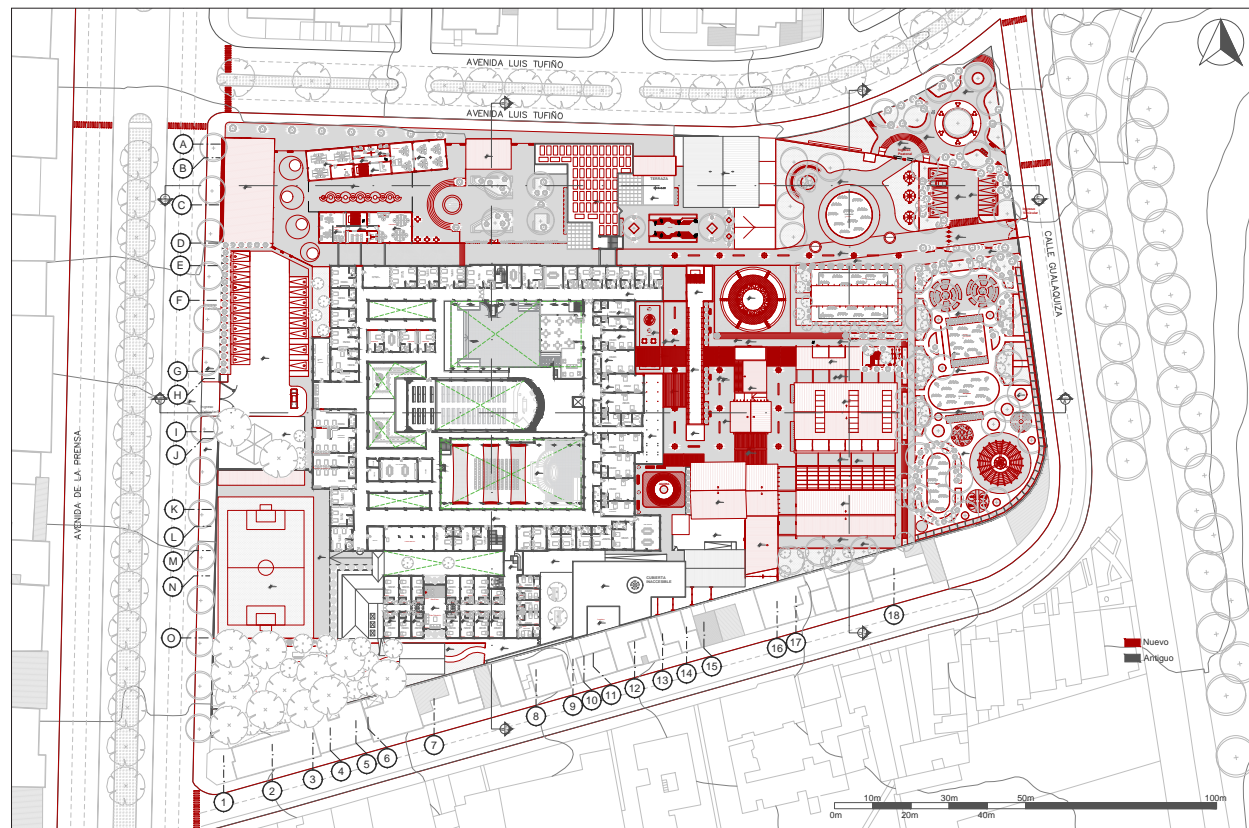 AVENIDA LUIS TUFIÑO
AVENIDA LUIS TUFIÑO
A
B
C
D
E
F
G
H
I
J
K
L
M
N
O
AVENIDA DE LA PRENSA.
CALLE GUALAQUIZA
TERRAZA
CUBIERTA
INACCESIBLE
1
2
3
4
5
6
7
8
9
10
11
12
13
14
15
16
17
18
Nuevo
Antiguo
10m
30m
50m
100m
0m
20m
40m